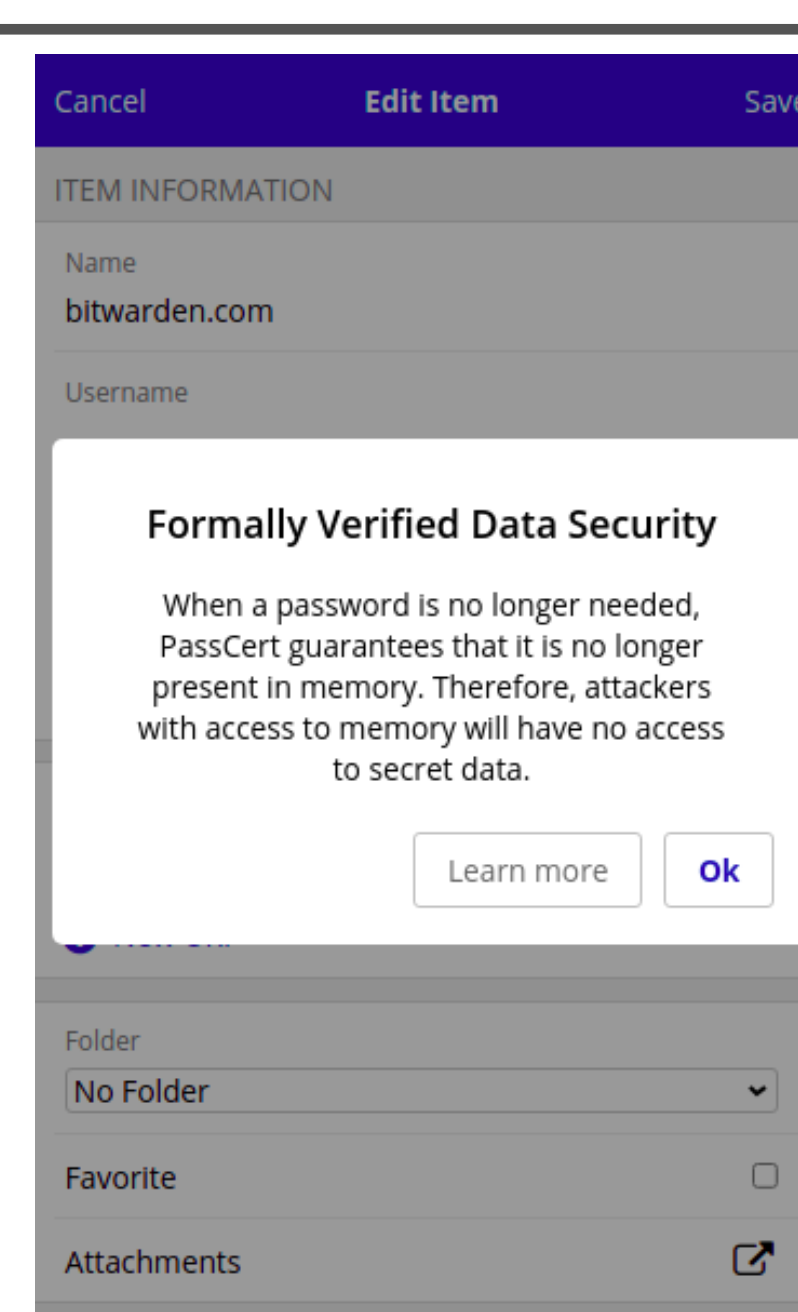 Cancel Edit Item
ITEM INFORMATION
Name
bitwarden.com
Username
Formally Verified Data Security
When a password is no longer needed,
PassCert guarantees that it is no longer
present in memory. Therefore, attackers
with access to memory will have no access
to secret data.
Learn more Ok
Folder
No Folder
Favorite
Attachments